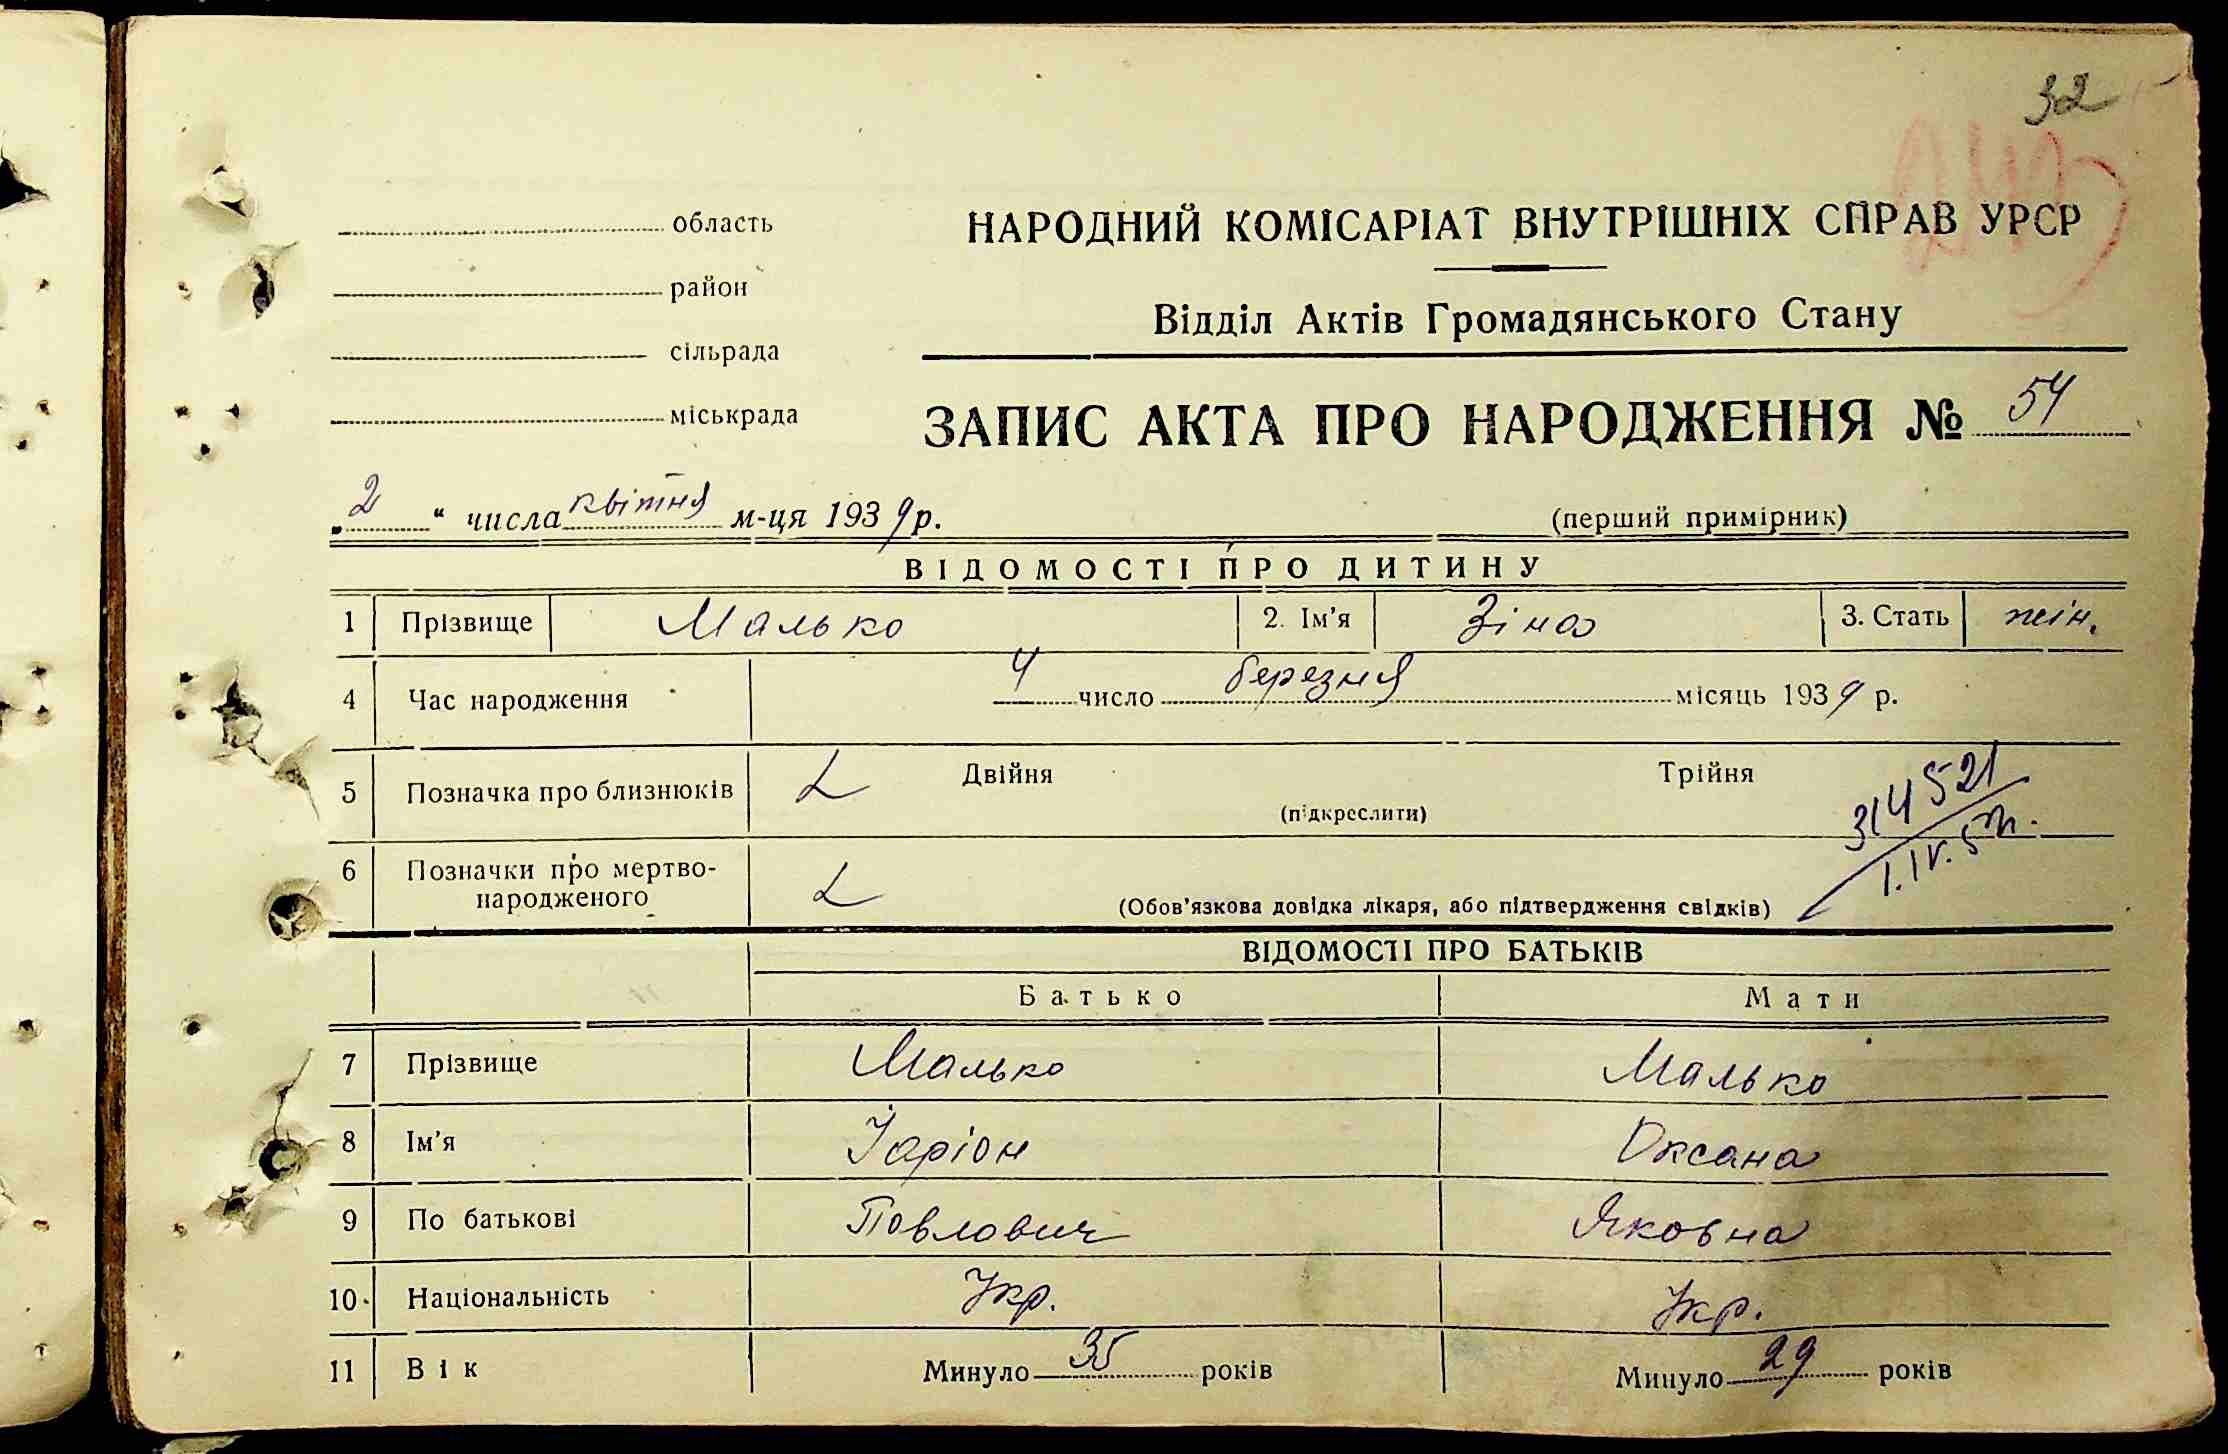 32
область
район
сільрада
міськрада
НАРОДНИЙ КОМІСАРІАТ ВНУТРІШНІХ СПРАВ УРСР
Відділ Актів Громадянського Стану
ЗАПИС АКТА ПРО НАРОДЖЕННЯ № 54
„2“ числа квітня м-ця 1939 р.
(перший примірник)
ВІДОМОСТІ ПРО ДИТИНУ
1 Прізвище Малько 2. Ім'я Зіна 3. Стать жін.
4 Час народження 4 число березня місяць 1939 р.
5 Позначка про близнюків Двійня Трійня
(підкреслити)
314521
6 Позначки про мертво-
народженого (Обов'язкова довідка лікаря, або підтвердження свідків)
ВІДОМОСТІ ПРО БАТЬКІВ
Батько Мати
7 Прізвище Малько Малько
8 Ім'я Іаріон Оксана
9 По батькові Повлович Яковна
10 Національність Укр. Укр.
11 Вік Минуло 35 років Минуло 29 років